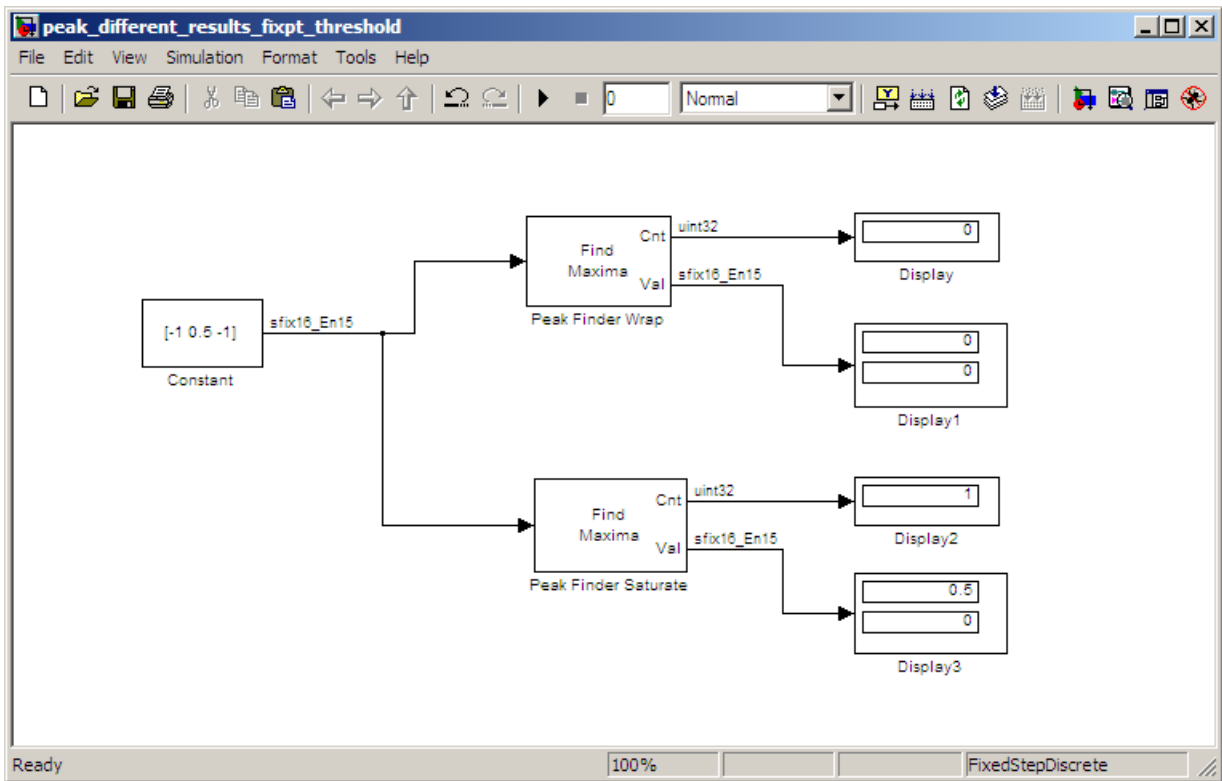 peak_different_results_fixpt_threshold
File Edit View Simulation Format Tools Help
0 Normal
[-1 0.5 -1]
Constant
sfix16_En15
Find
Maxima
Cnt
Val
Peak Finder Wrap
uint32
sfix16_En15
0
Display
0
0
Display1
Find
Maxima
Cnt
Val
Peak Finder Saturate
uint32
sfix16_En15
1
Display2
0.5
0
Display3
Ready 100% FixedStepDiscrete